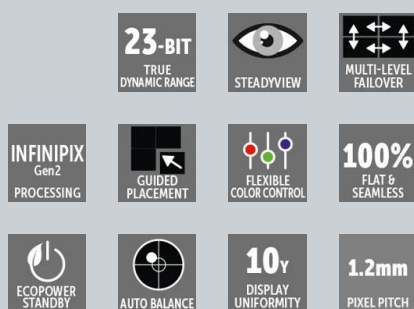 23-BIT
TRUE
DYNAMIC RANGE
STEADYVIEW
MULTI-LEVEL
FAILOVER
INFINIPIX
Gen2
PROCESSING
GUIDED
PLACEMENT
FLEXIBLE
COLOR CONTROL
100%
FLAT &
SEAMLESS
ECOPOWER
STANDBY
AUTO BALANCE
10Y
DISPLAY
UNIFORMITY
1.2mm
PIXEL PITCH